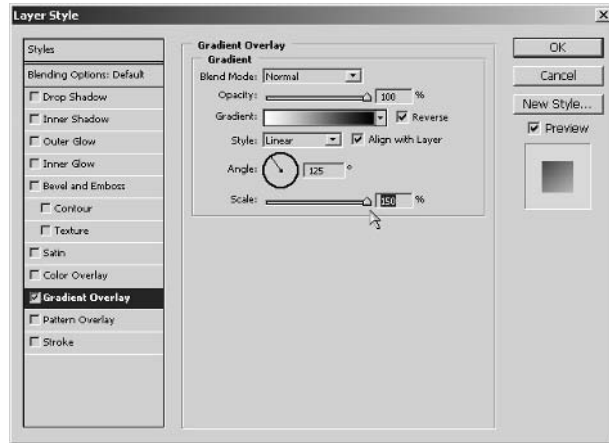 Layer Style
Styles
Blending Options: Default
Drop Shadow
Inner Shadow
Outer Glow
Inner Glow
Bevel and Emboss
Contour
Texture
Satin
Color Overlay
Gradient Overlay
Pattern Overlay
Stroke
Gradient Overlay
Gradient
Blend Mode: Normal
Opacity: 100 %
Gradient: Reverse
Style: Linear Align with Layer
Angle: 125 °
Scale: 150 %
OK
Cancel
New Style...
Preview